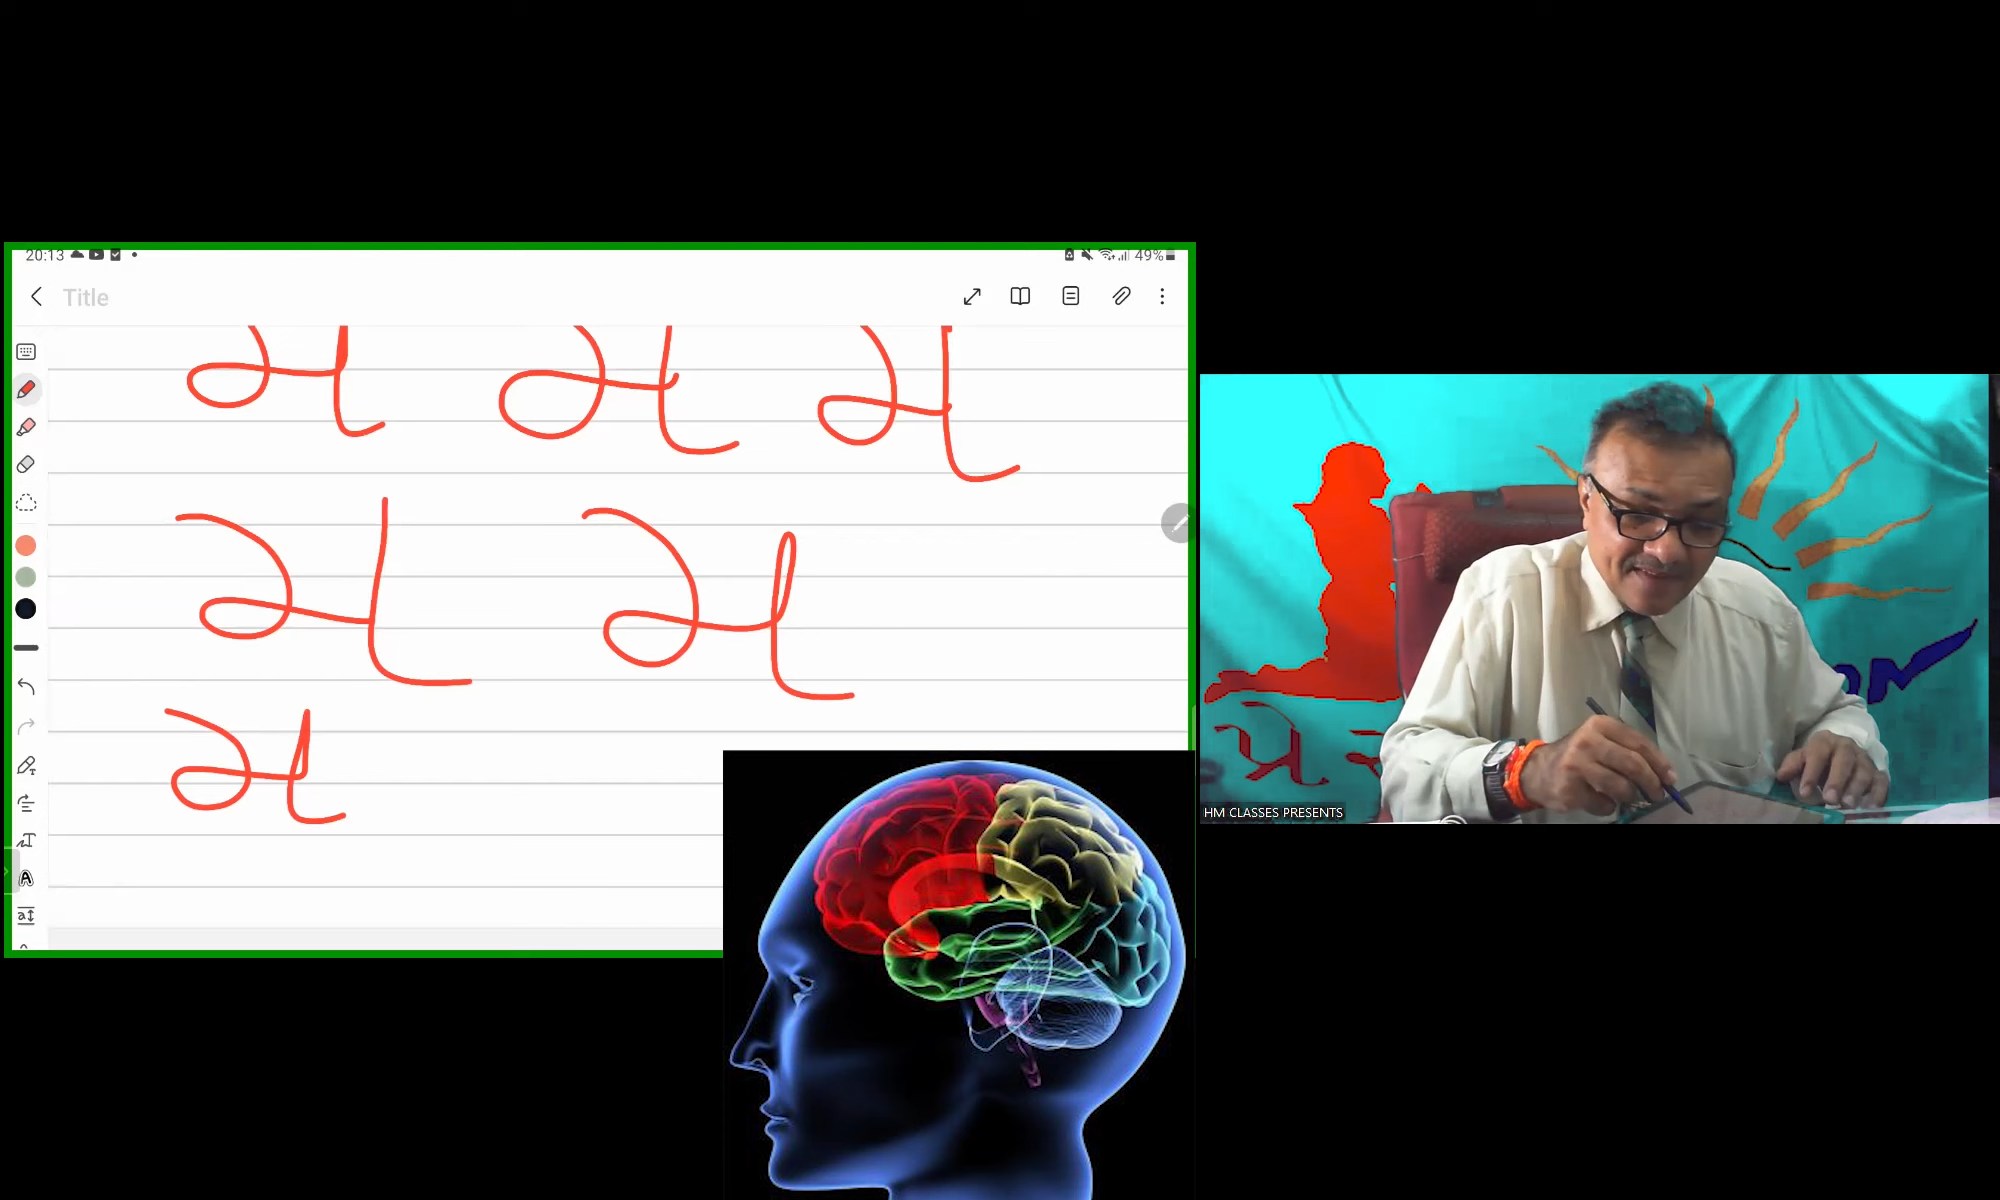 20:13 49%
Title
મ મ મ
મ મ
મ
પ્રે
HM CLASSES PRESENTS